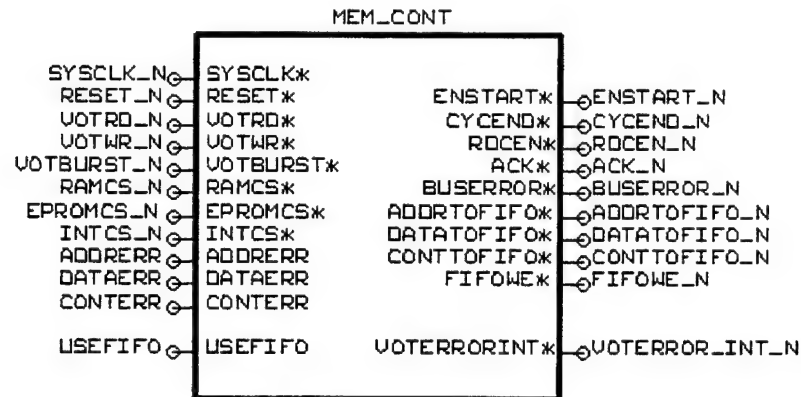 MEM_CONT
SYSCLK_N SYSCLK*
RESET_N RESET* ENSTART* ENSTART_N
VOTRD_N VOTRD* CYCEND* CYCEND_N
VOTWR_N VOTWR* RDCEN* RDCEN_N
VOTBURST_N VOTBURST* ACK* ACK_N
RAMCS_N RAMCS* BUSERROR* BUSERROR_N
EPROMCS_N EPROMCS* ADDRTOFIFO* ADDRTOFIFO_N
INTCS_N INTCS* DATATOFIFO* DATATOFIFO_N
ADDRERR ADDRERR CONTTOFIFO* CONTTOFIFO_N
DATAERR DATAERR FIFOWE* FIFOWE_N
CONTERR CONTERR
USEFIFO USEFIFO VOTERRORINT* VOTERROR_INT_N